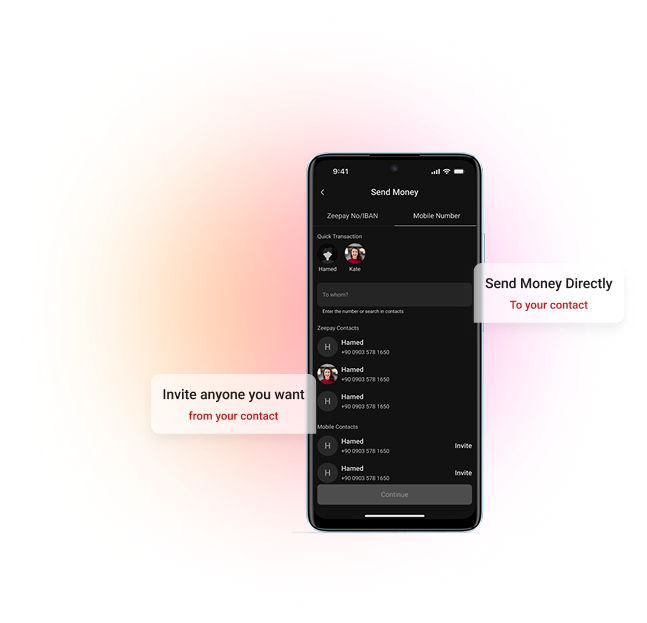 9:41
Send Money
Zeepay No/IBAN
Mobile Number
Quick Transaction
Hamed
Kate
To whom?
Enter the number or search in contacts
Zeepay Contacts
H
Hamed
+90 0903 578 1650
Hamed
+90 0903 578 1650
H
Hamed
+90 0903 578 1650
Mobile Contacts
H
Hamed
+90 0903 578 1650
Invite
H
Hamed
+90 0903 578 1650
Invite
Continue
Send Money Directly
To your contact
Invite anyone you want
from your contact